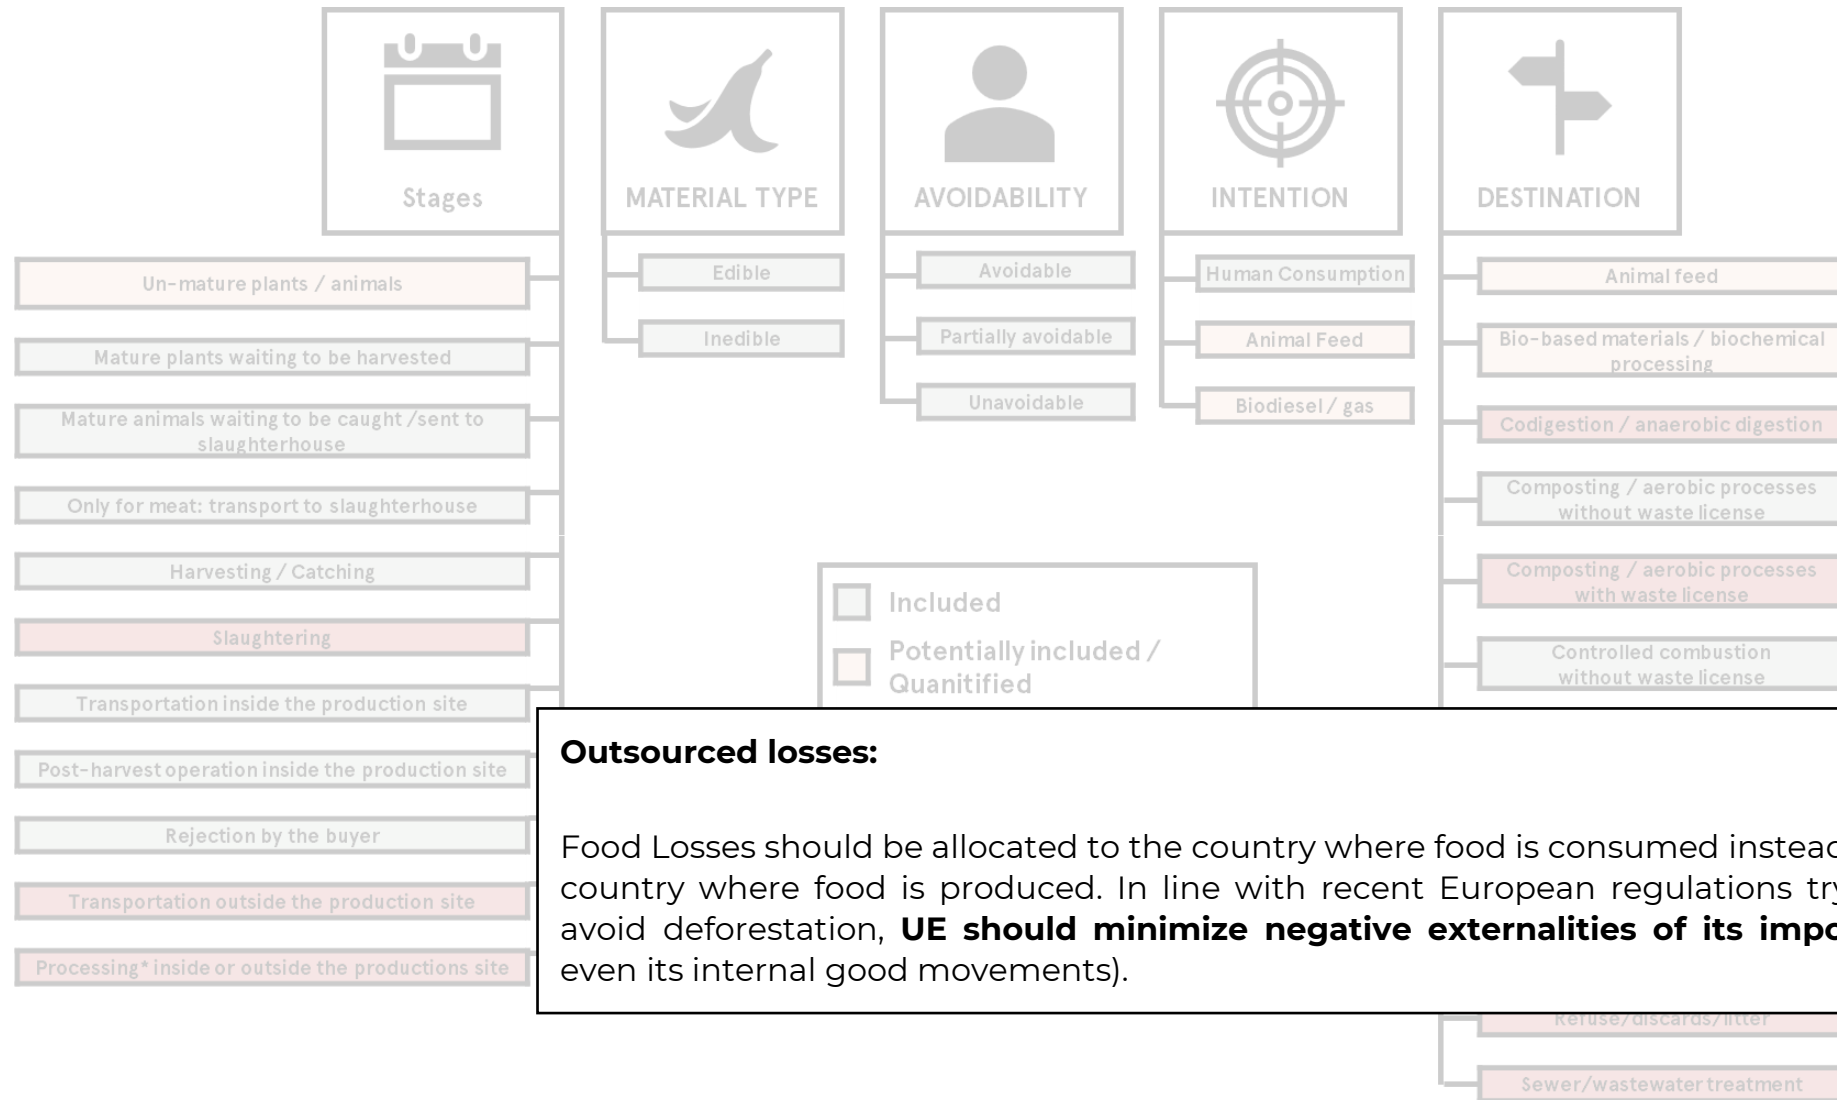 Stages
MATERIAL TYPE
AVOIDABILITY
INTENTION
DESTINATION
Un-mature plants / animals
Mature plants waiting to be harvested
Mature animals waiting to be caught /sent to
slaughterhouse
Only for meat: transport to slaughterhouse
Harvesting / Catching
Slaughtering
Transportation inside the production site
Post-harvest operation inside the production site
Rejection by the buyer
Transportation outside the production site
Processing* inside or outside the productions site
Edible
Inedible
Avoidable
Partially avoidable
Unavoidable
Human Consumption
Animal Feed
Biodiesel / gas
Animal feed
Bio-based materials / biochemical
processing
Codigestion / anaerobic digestion
Composting / aerobic processes
without waste license
Composting / aerobic processes
with waste license
Controlled combustion
without waste license
Included
Potentially included /
Quanitified
Outsourced losses:
Food Losses should be allocated to the country where food is consumed instead
country where food is produced. In line with recent European regulations try
avoid deforestation, UE should minimize negative externalities of its impo
even its internal good movements).
Refuse/discards/litter
Sewer/wastewater treatment